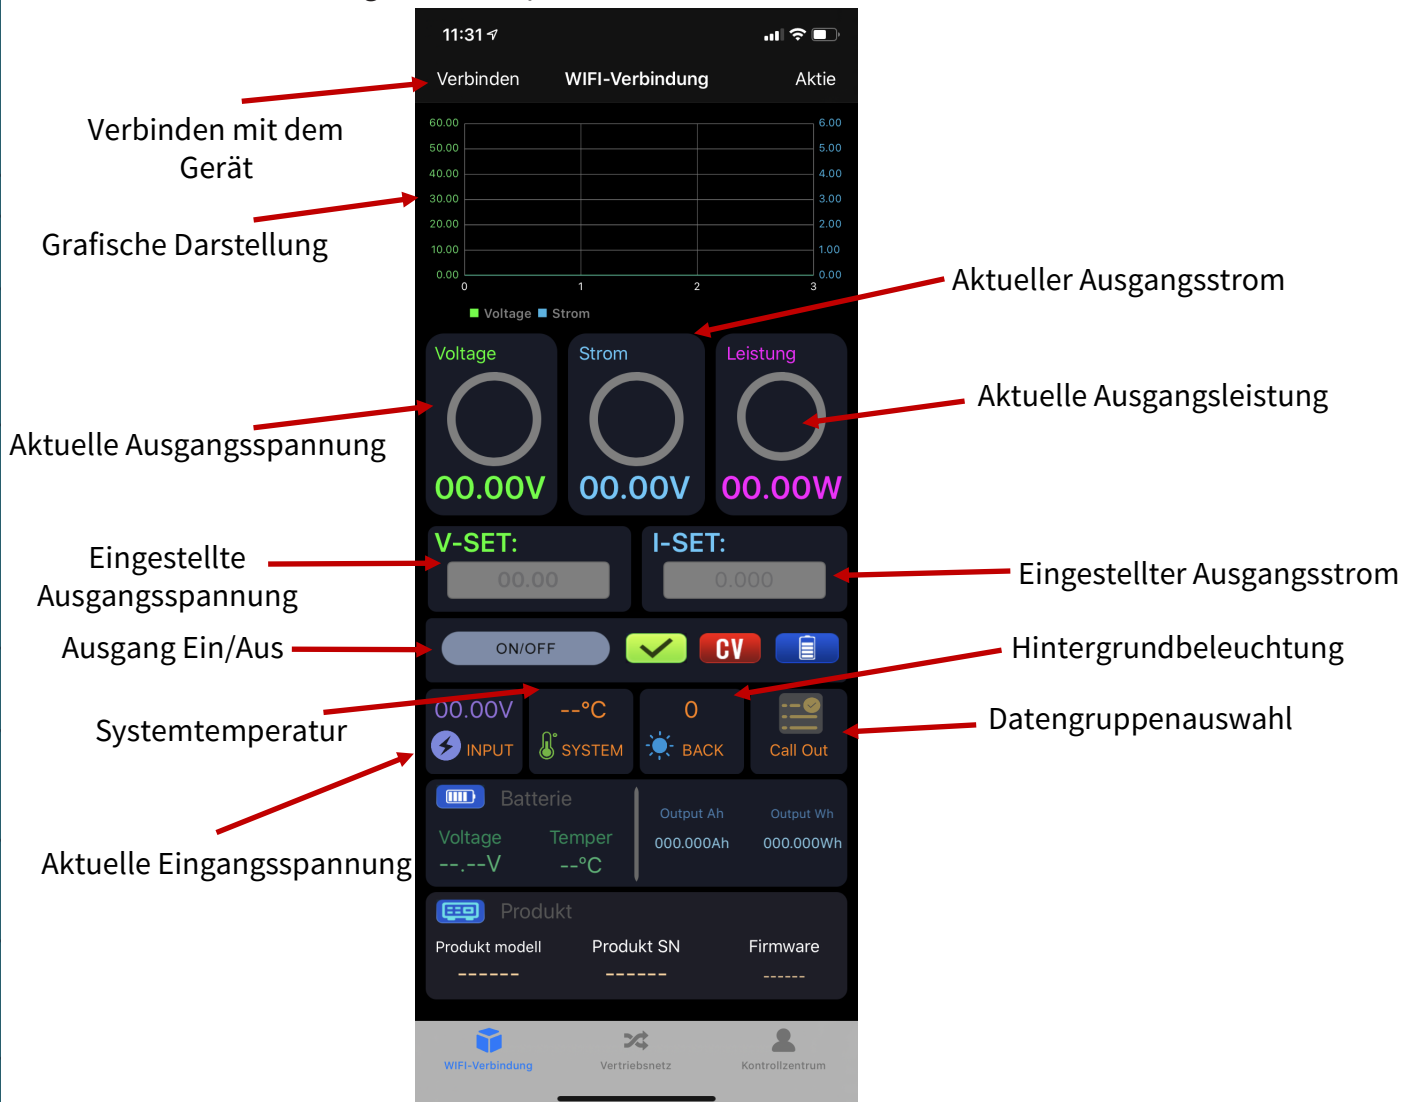 11:31
Verbinden WIFI-Verbindung Aktie
Verbinden mit dem
Gerät
Grafische Darstellung
60.00
50.00
40.00
30.00
20.00
10.00
0.00
6.00
5.00
4.00
3.00
2.00
1.00
0.00
0 1 2 3
Voltage Strom
Aktueller Ausgangsstrom
Voltage Strom Leistung
Aktuelle Ausgangsleistung
Aktuelle Ausgangsspannung
00.00V 00.00V 00.00W
V-SET: I-SET:
00.00 0.000
Eingestellte
Ausgangsspannung
Eingestellter Ausgangsstrom
Ausgang Ein/Aus
ON/OFF CV
Hintergrundbeleuchtung
Systemtemperatur
00.00V --°C 0
INPUT SYSTEM BACK Call Out
Datengruppenauswahl
Aktuelle Eingangsspannung
Batterie
Voltage Temper
--.--V --°C
Output Ah Output Wh
000.000Ah 000.000Wh
Produkt
Produkt modell Produkt SN Firmware
------ ------ ------
WIFI-Verbindung Vertriebsnetz Kontrollzentrum